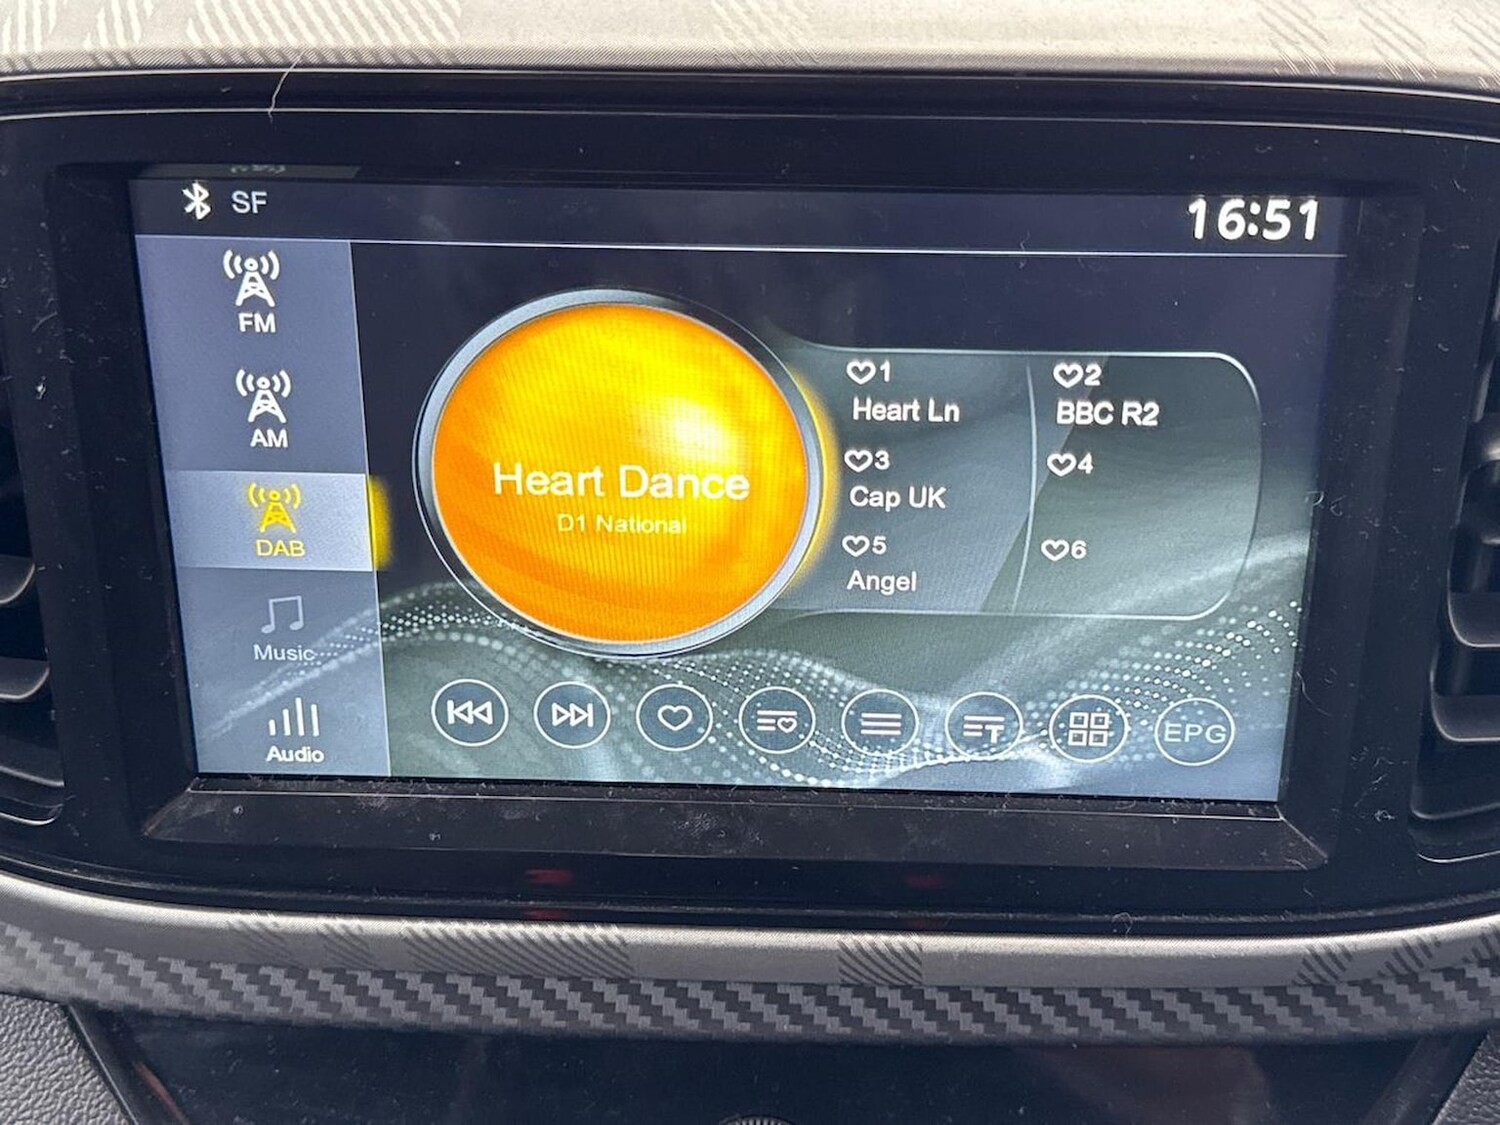 SF
16:51
FM
AM
DAB
Music
Audio
Heart Dance
D1 National
1
Heart Ln
2
BBC R2
3
Cap UK
4
5
Angel
6
EPG